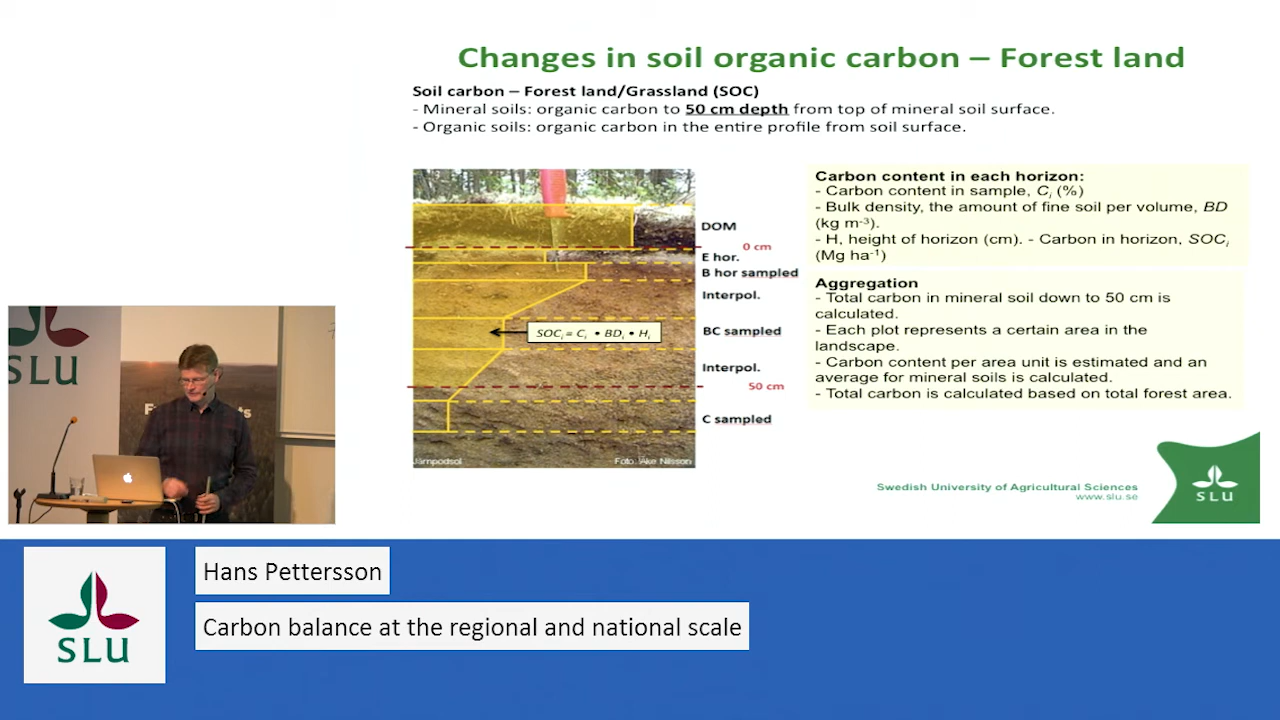 Changes in soil organic carbon – Forest land
Soil carbon – Forest land/Grassland (SOC)
- Mineral soils: organic carbon to 50 cm depth from top of mineral soil surface.
- Organic soils: organic carbon in the entire profile from soil surface.
DOM
0 cm
E hor.
B hor sampled
Interpol.
SOCi = Ci • BDi • Hi
BC sampled
Interpol.
50 cm
C sampled
Järnpodsol
Foto: Åke Nilsson
Carbon content in each horizon:
- Carbon content in sample, Ci (%)
- Bulk density, the amount of fine soil per volume, BD
(kg m-3).
- H, height of horizon (cm). - Carbon in horizon, SOCi
(Mg ha-1)
Aggregation
- Total carbon in mineral soil down to 50 cm is
calculated.
- Each plot represents a certain area in the
landscape.
- Carbon content per area unit is estimated and an
average for mineral soils is calculated.
- Total carbon is calculated based on total forest area.
Swedish University of Agricultural Sciences
www.slu.se
SLU
SLU
Hans Pettersson
Carbon balance at the regional and national scale
SLU